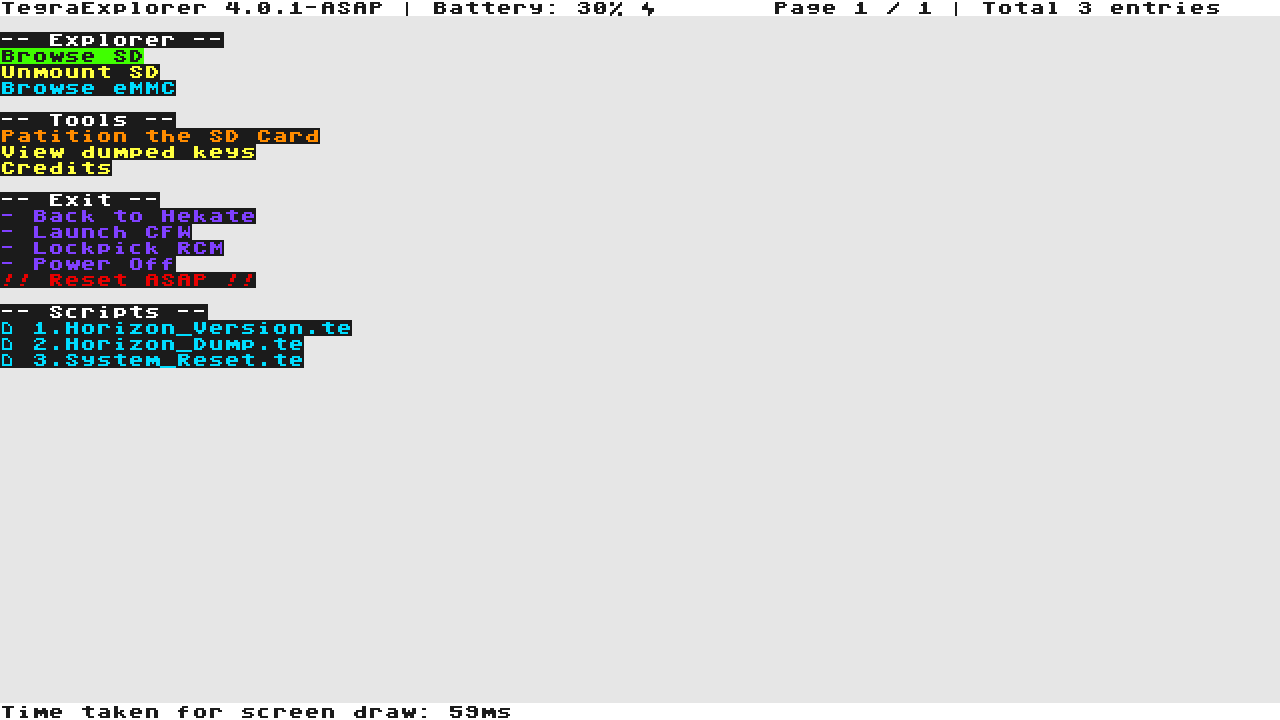 TegraExplorer 4.0.1-ASAP | Battery: 30% Page 1 / 1 | Total 3 entries
-- Explorer --
Browse SD
Unmount SD
Browse eMMC
-- Tools --
Patition the SD Card
View dumped keys
Credits
-- Exit --
- Back to Hekate
- Launch CFW
- Lockpick RCM
- Power Off
!! Reset ASAP !!
-- Scripts --
1.Horizon_Version.te
2.Horizon_Dump.te
3.System_Reset.te
Time taken for screen draw: 59ms